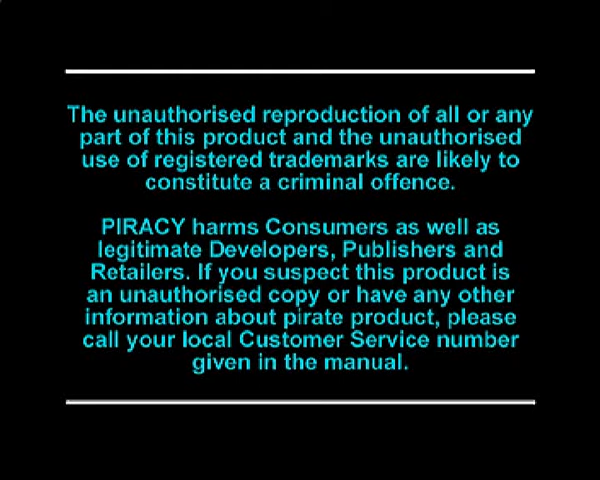 The unauthorised reproduction of all or any
part of this product and the unauthorised
use of registered trademarks are likely to
constitute a criminal offence.
PIRACY harms Consumers as well as
legitimate Developers, Publishers and
Retailers. If you suspect this product is
an unauthorised copy or have any other
information about pirate product, please
call your local Customer Service number
given in the manual.